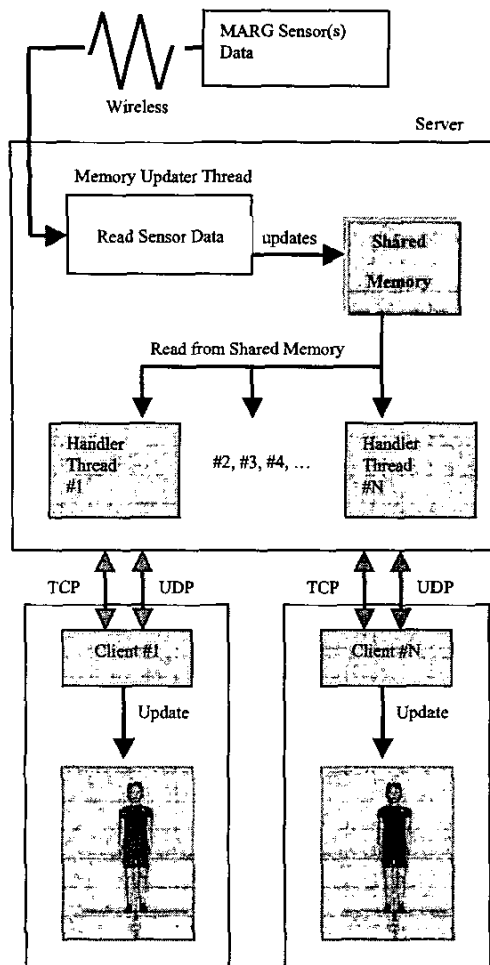 MARG Sensor(s)
Data
Wireless
Server
Memory Updater Thread
Read Sensor Data
updates
Shared
Memory
Read from Shared Memory
Handler
Thread
#1
#2, #3, #4, ...
Handler
Thread
#N
TCP
UDP
TCP
UDP
Client #1
Client #N
Update
Update